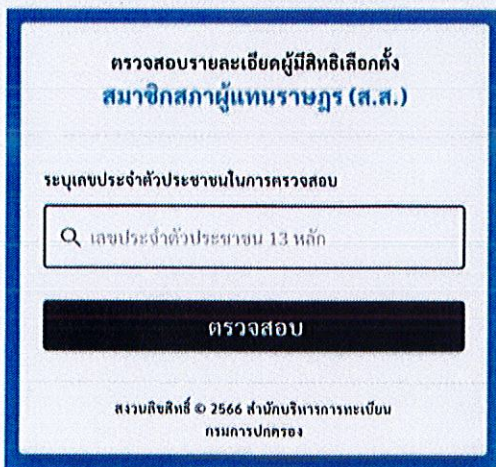 ตรวจสอบรายละเอียดผู้มีสิทธิเลือกตั้ง
สมาชิกสภาผู้แทนราษฎร (ส.ส.)
ระบุเลขประจำตัวประชาชนในการตรวจสอบ
เลขประจำตัวประชาชน 13 หลัก
ตรวจสอบ
สงวนลิขสิทธิ์ © 2566 สำนักบริหารการทะเบียน
กรมการปกครอง